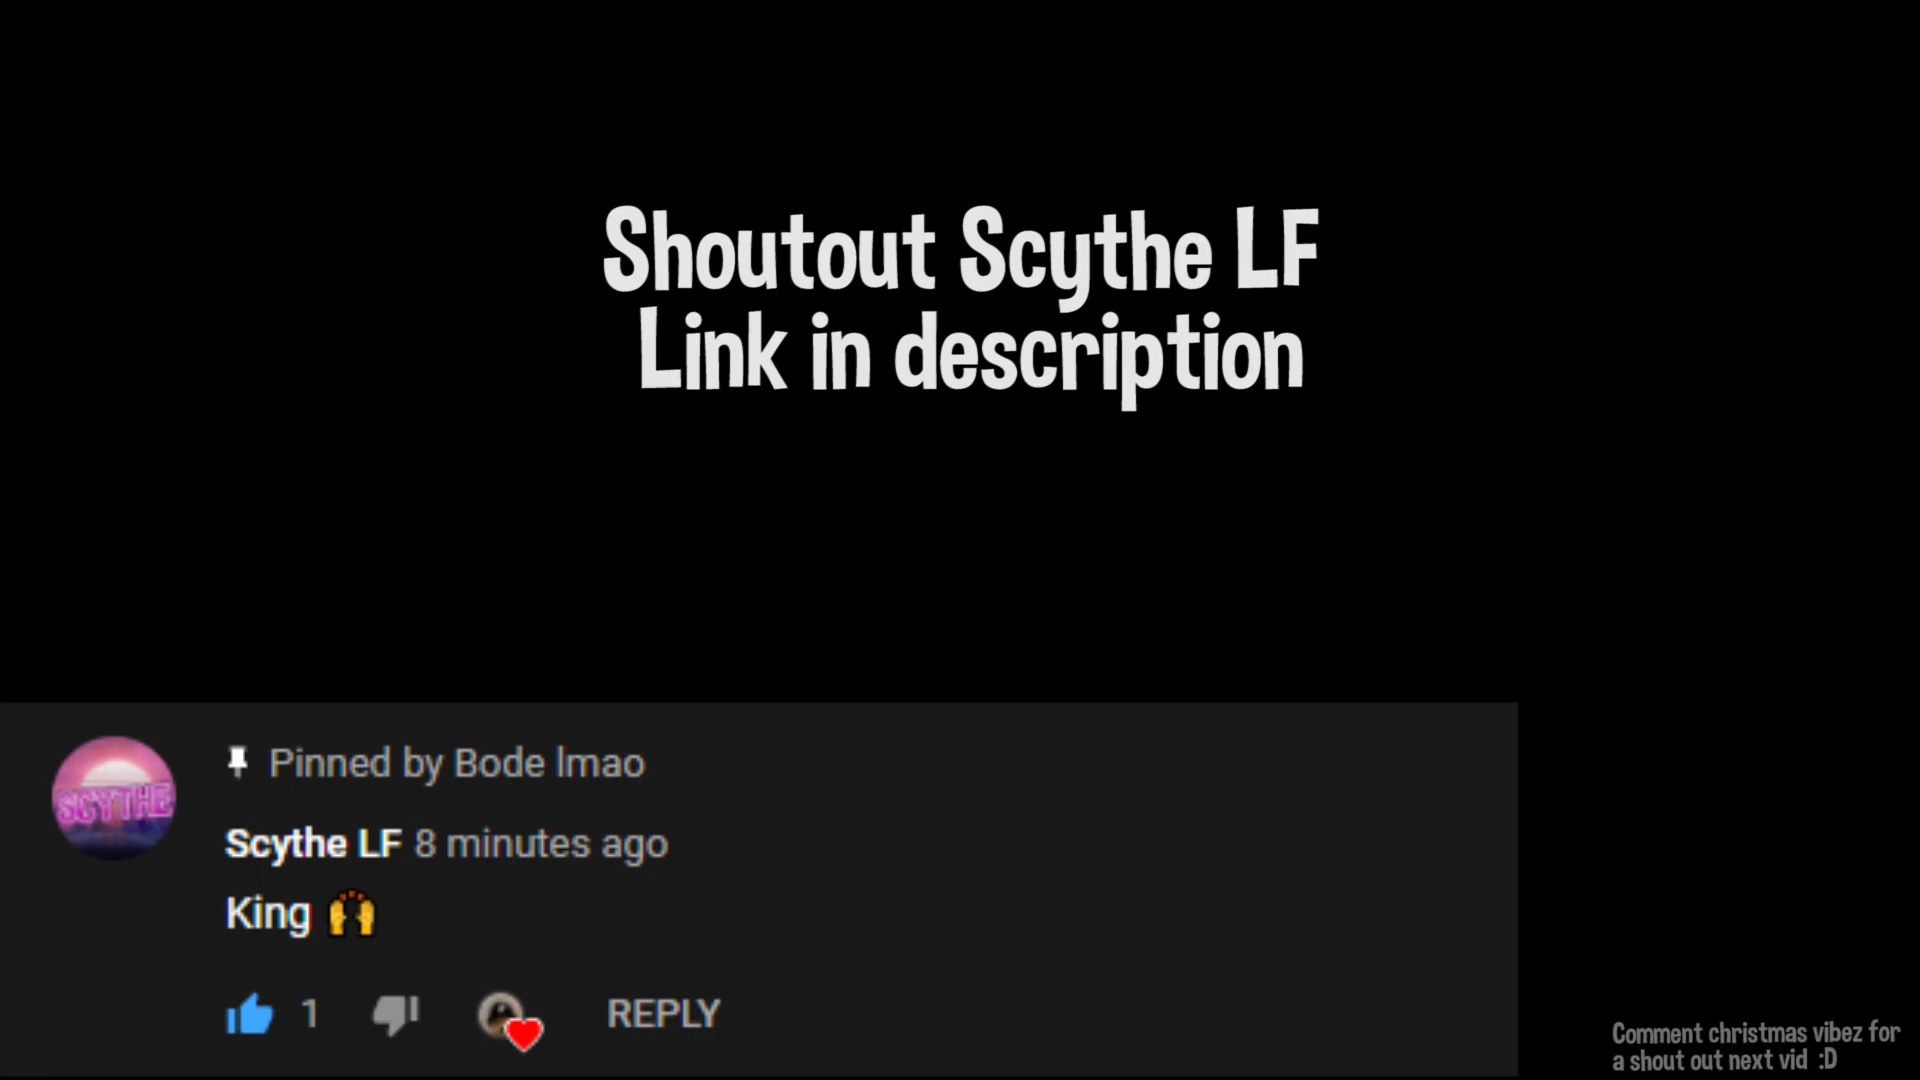 Shoutout Scythe LF
Link in description
Pinned by Bode lmao
SCYTHE
Scythe LF 8 minutes ago
King 🙌
1 REPLY
Comment christmas vibez for
a shout out next vid :D